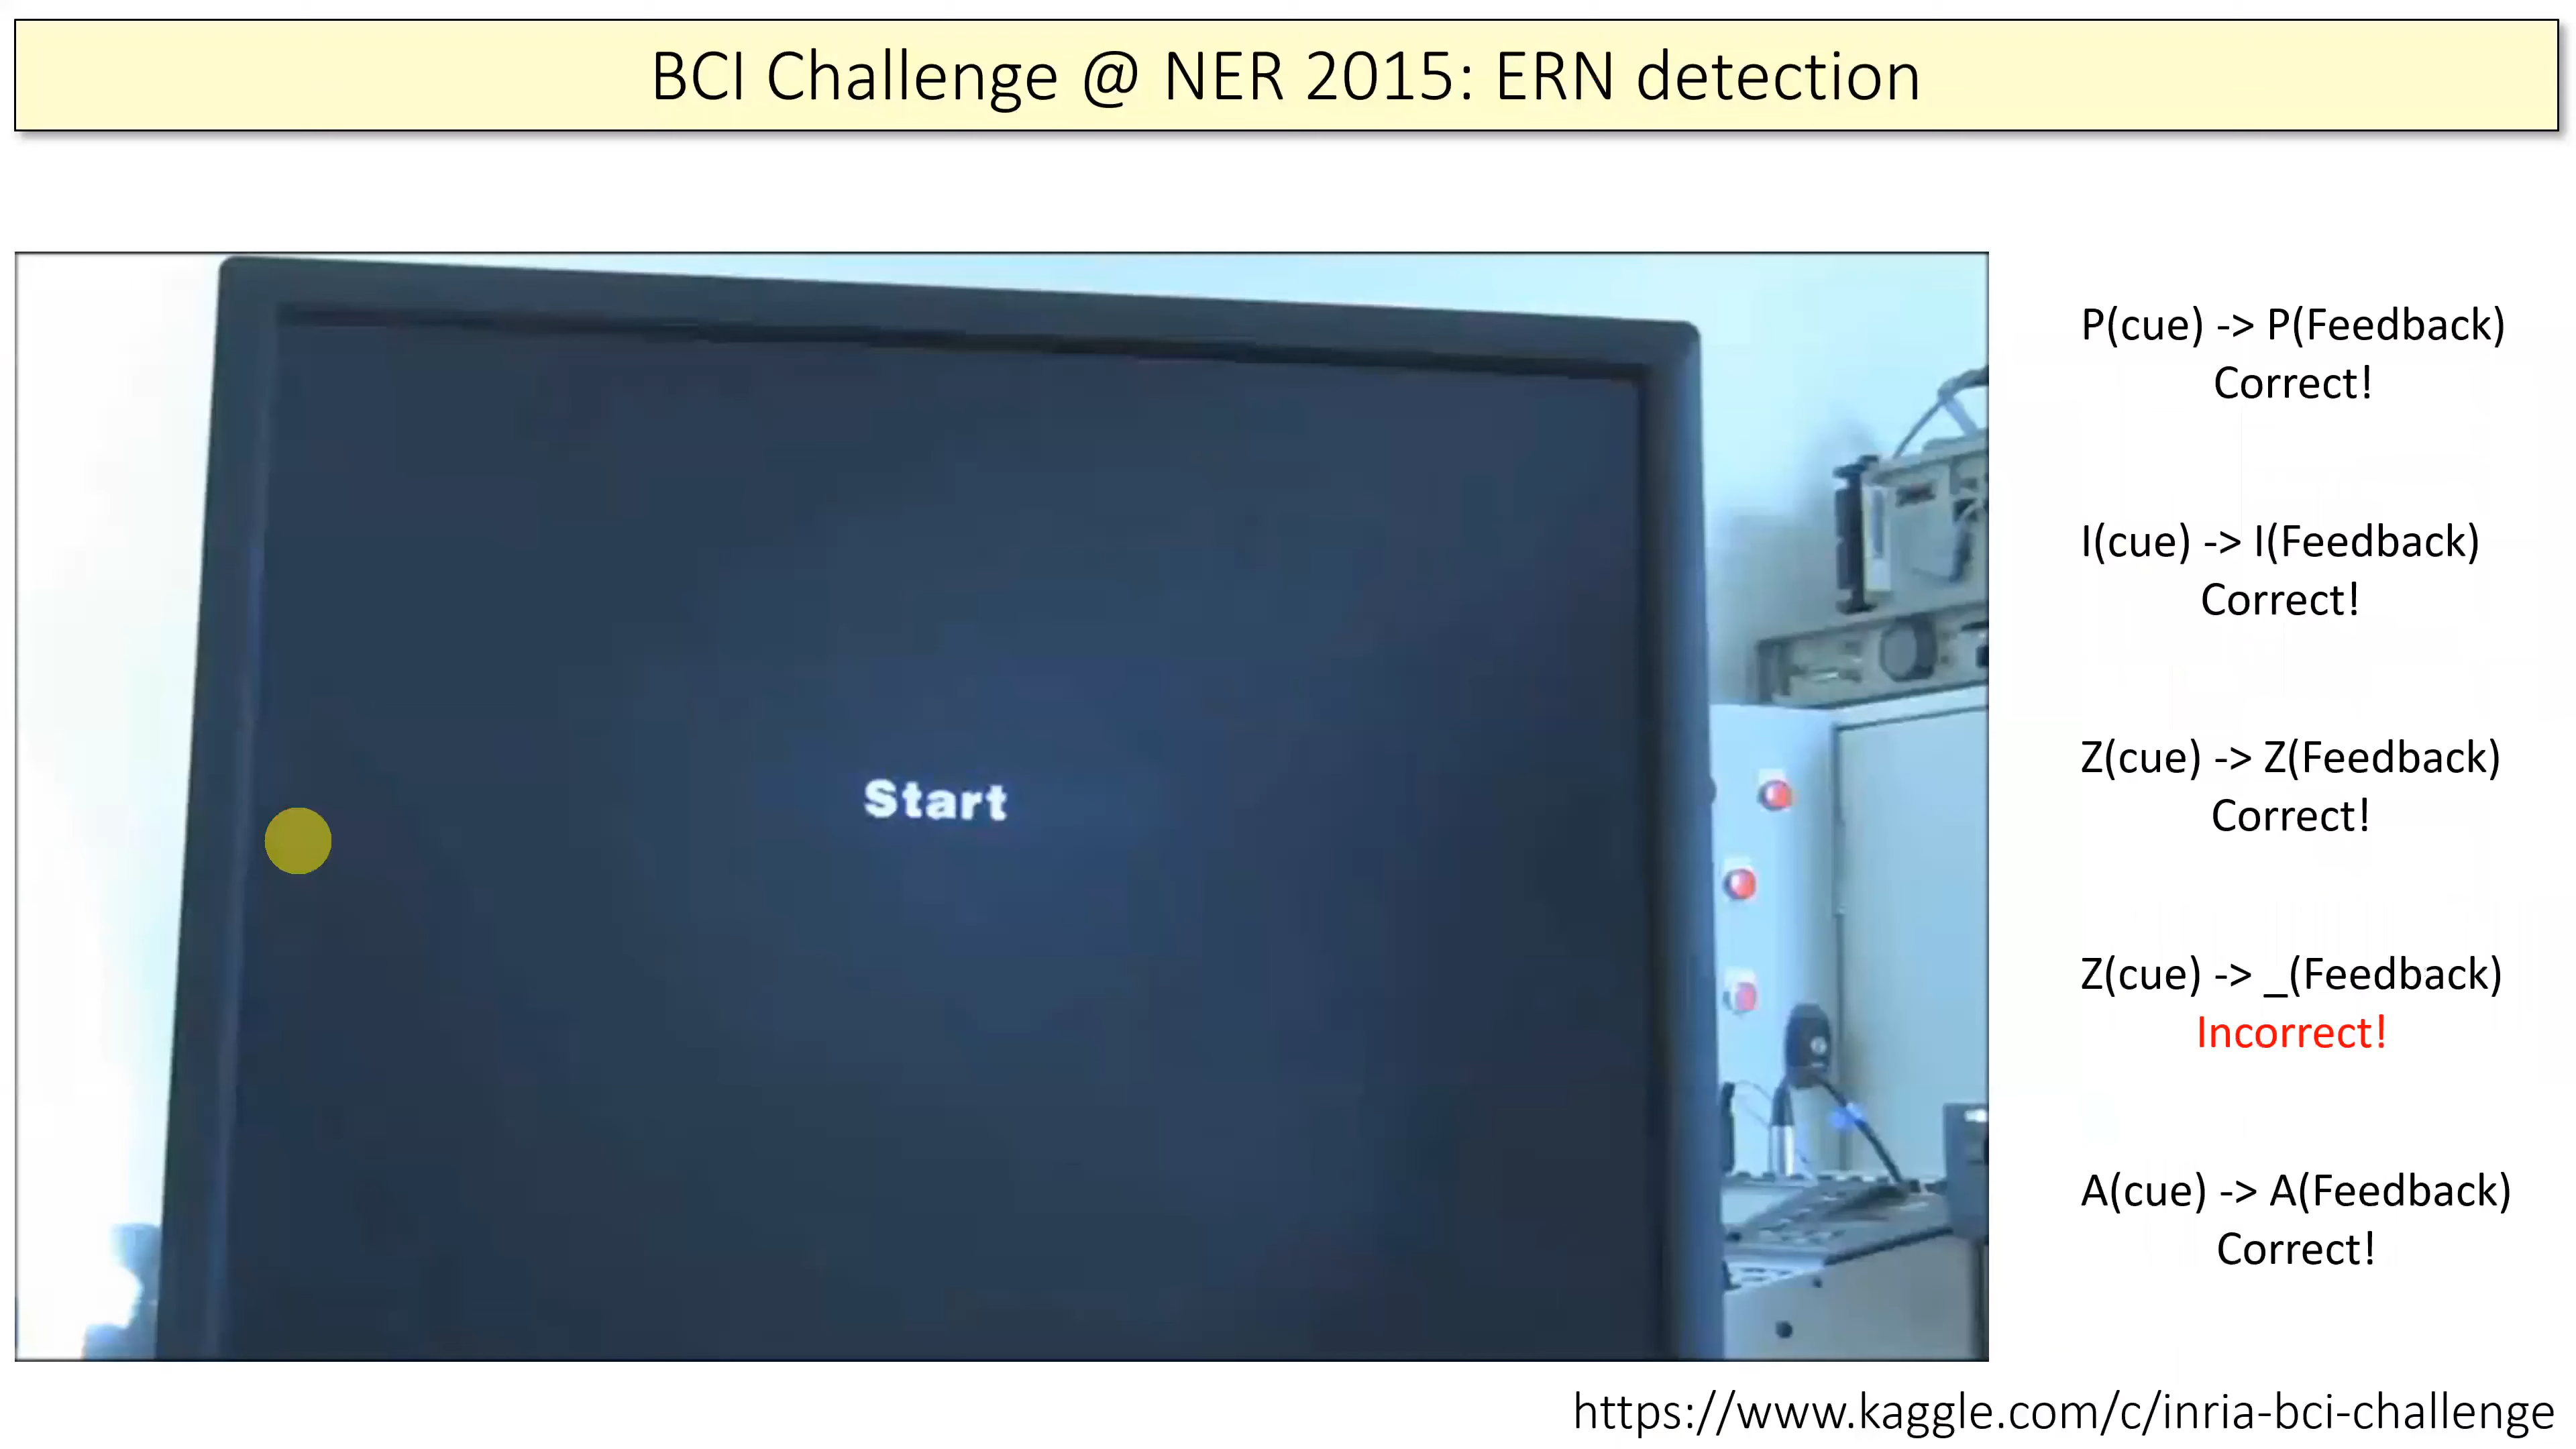 BCI Challenge @ NER 2015: ERN detection
Start
P(cue) -> P(Feedback)
Correct!
I(cue) -> I(Feedback)
Correct!
Z(cue) -> Z(Feedback)
Correct!
Z(cue) -> _(Feedback)
Incorrect!
A(cue) -> A(Feedback)
Correct!
https://www.kaggle.com/c/inria-bci-challenge